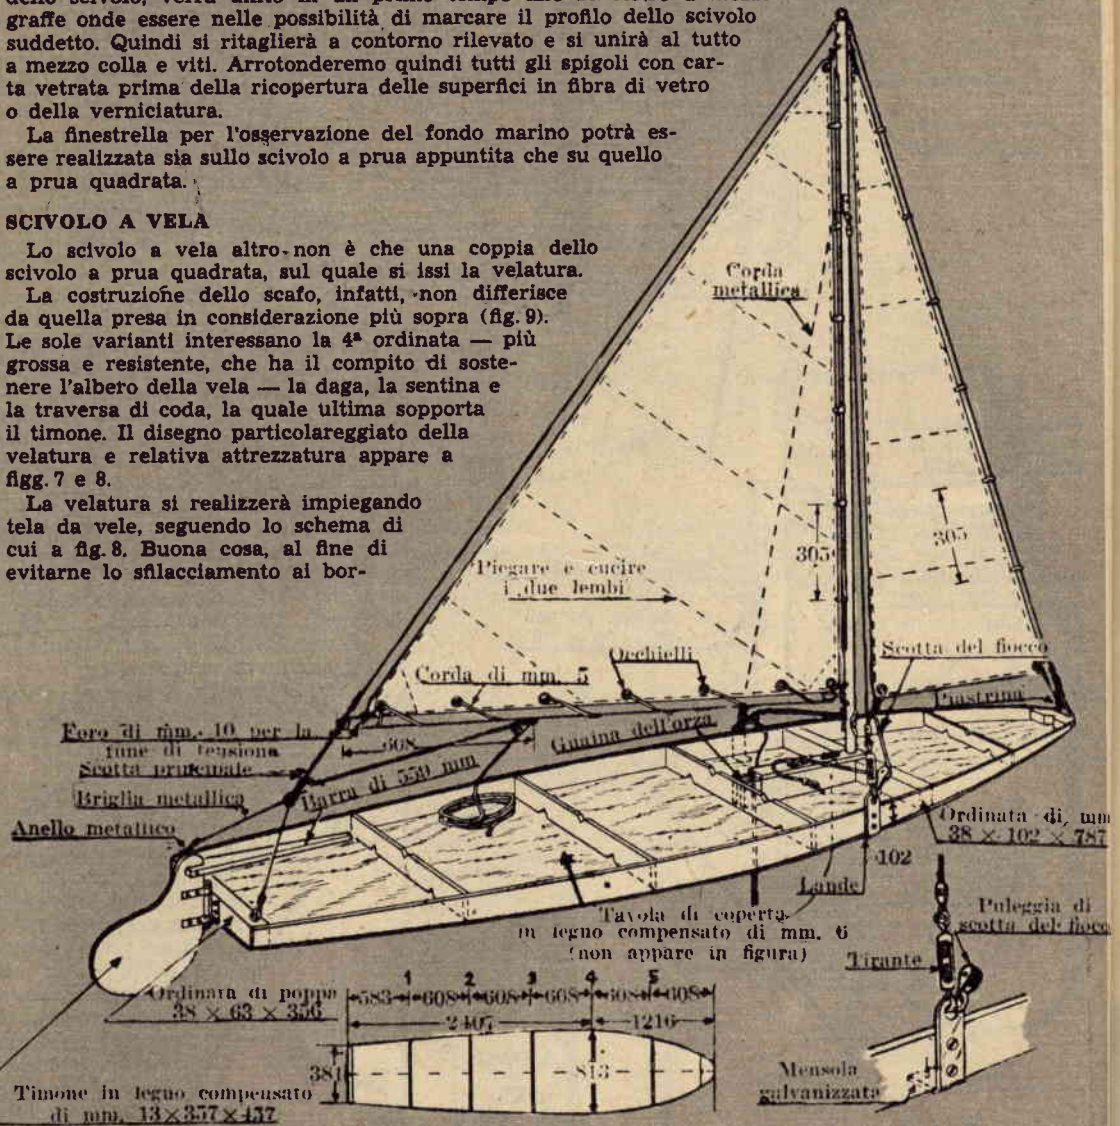 graffe onde essere nelle possibilità di marcare il profilo dello scivolo
suddetto. Quindi si ritaglierà a contorno rilevato e si unirà al tutto
a mezzo colla e viti. Arrotonderemo quindi tutti gli spigoli con car-
ta vetrata prima della ricopertura delle superfici in fibra di vetro
o della verniciatura.
La finestrella per l'osservazione del fondo marino potrà es-
sere realizzata sia sullo scivolo a prua appuntita che su quello
a prua quadrata.
SCIVOLO A VELA
Lo scivolo a vela altro non è che una coppia dello
scivolo a prua quadrata, sul quale si issi la velatura.
La costruzione dello scafo, infatti, non differisce
da quella presa in considerazione più sopra (fig. 9).
Le sole varianti interessano la 4ª ordinata — più
grossa e resistente, che ha il compito di soste-
nere l'albero della vela — la daga, la sentina e
la traversa di coda, la quale ultima sopporta
il timone. Il disegno particolareggiato della
velatura e relativa attrezzatura appare a
figg. 7 e 8.
La velatura si realizzerà impiegando
tela da vele, seguendo lo schema di
cui a fig. 8. Buona cosa, al fine di
evitarne lo sfilacciamento ai bor-
Corda
metallica
305
305
Piegare e cucire
i due lembi
Occhielli
Scotta del fiocco
Corda di mm. 5
Piastrina
Foro di mm. 10 per la
fune di tensiona
608
Guaina dell'orza
Scotta principale
Barra di 559 mm
Briglia metallica
Anello metallico
Ordinata di mm
38 × 102 × 787
102
Lande
Tavola di coperta
in legno compensato di mm. 6
(non appare in figura)
Puleggia di
scotta del fiocc
Tirante
Ordinata di poppa
38 × 63 × 356
1 2 3 4 5
583 608 608 608 608 608
2407 1216
381
813
Mensola
galvanizzata
Timone in legno compensato
di mm. 13×357×457